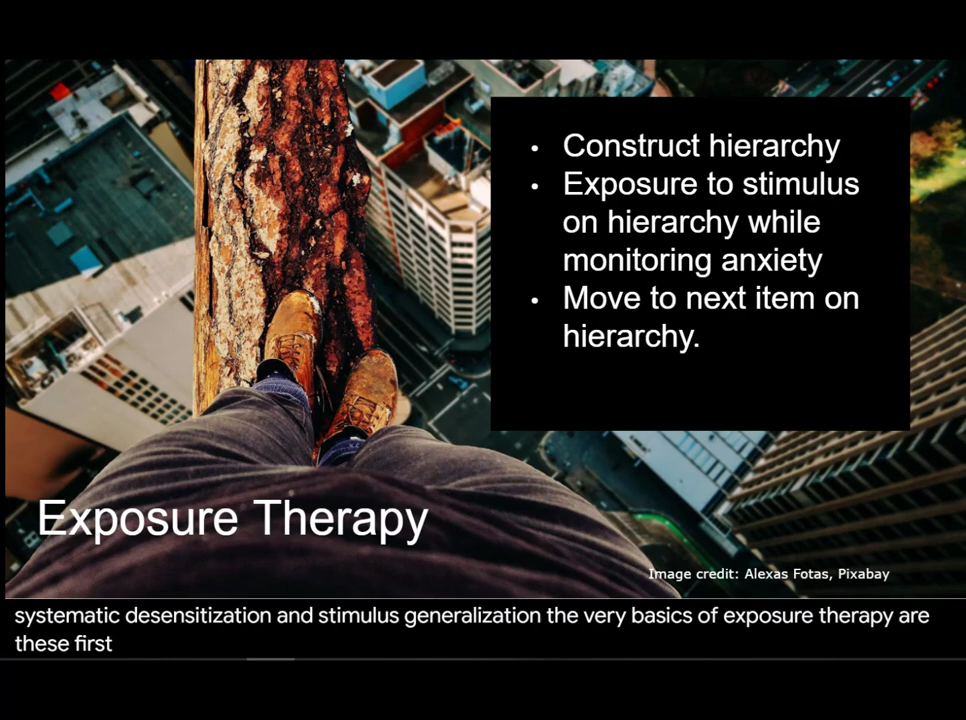 • Construct hierarchy
• Exposure to stimulus
on hierarchy while
monitoring anxiety
• Move to next item on
hierarchy.
Exposure Therapy
Image credit: Alexas Fotas, Pixabay
systematic desensitization and stimulus generalization the very basics of exposure therapy are
these first